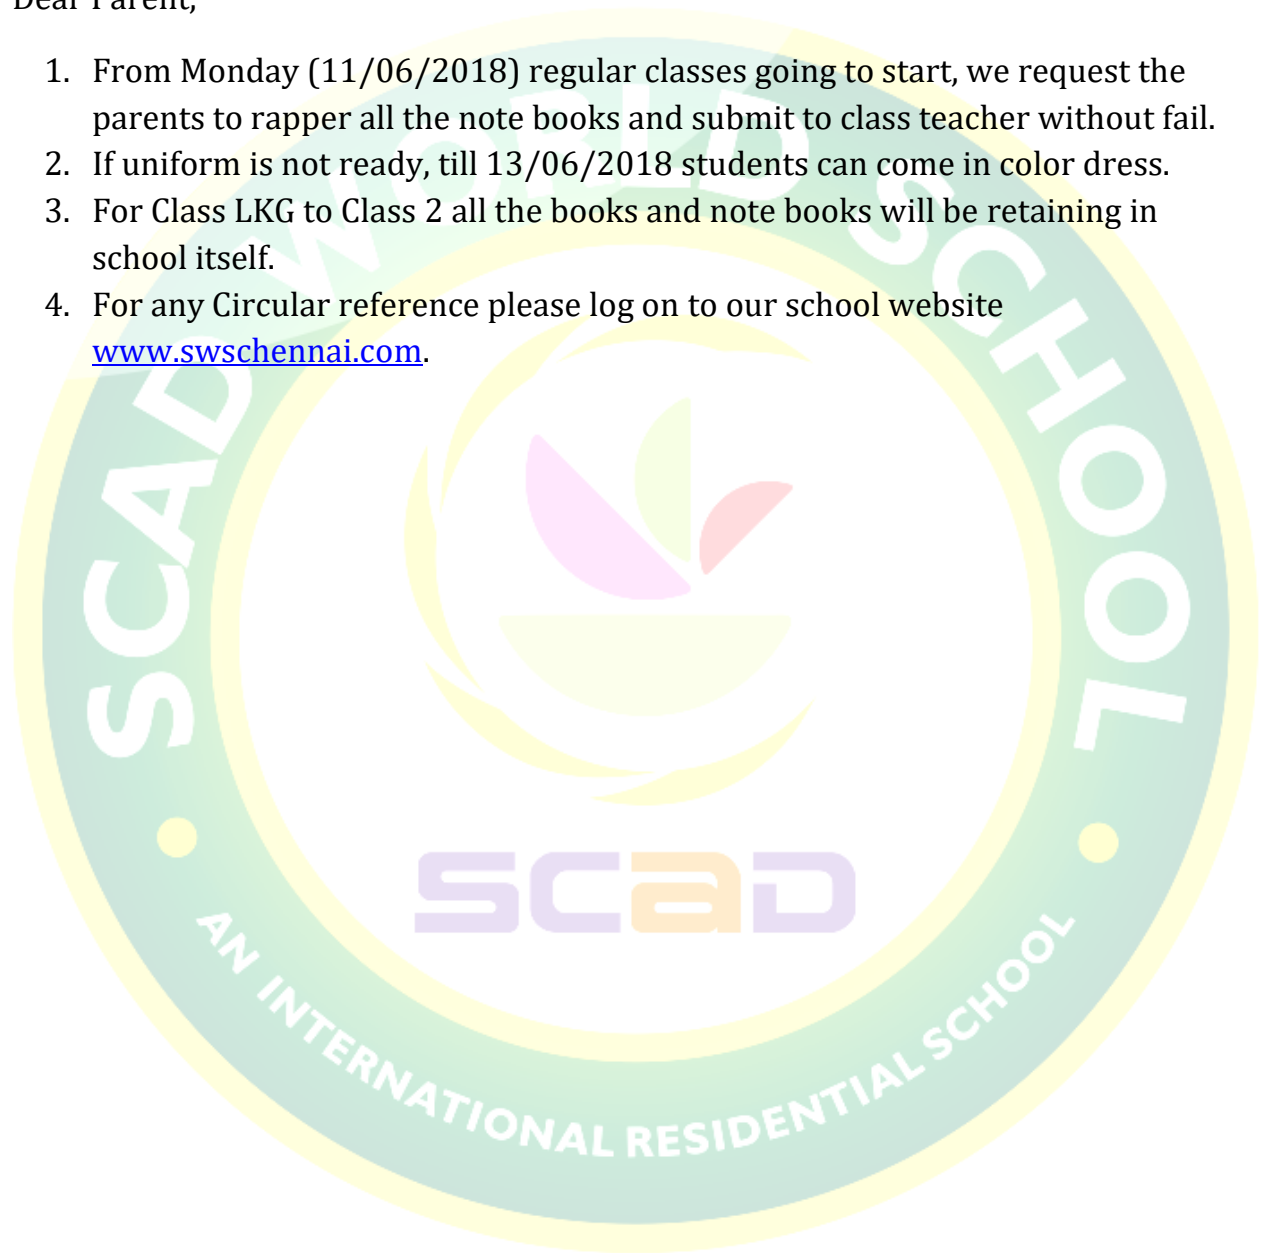 Dear Parent,
1. From Monday (11/06/2018) regular classes going to start, we request the
parents to rapper all the note books and submit to class teacher without fail.
2. If uniform is not ready, till 13/06/2018 students can come in color dress.
3. For Class LKG to Class 2 all the books and note books will be retaining in
school itself.
4. For any Circular reference please log on to our school website
www.swschennai.com.
SCAD WORLD SCHOOL
scad
AN INTERNATIONAL RESIDENTIAL SCHOOL